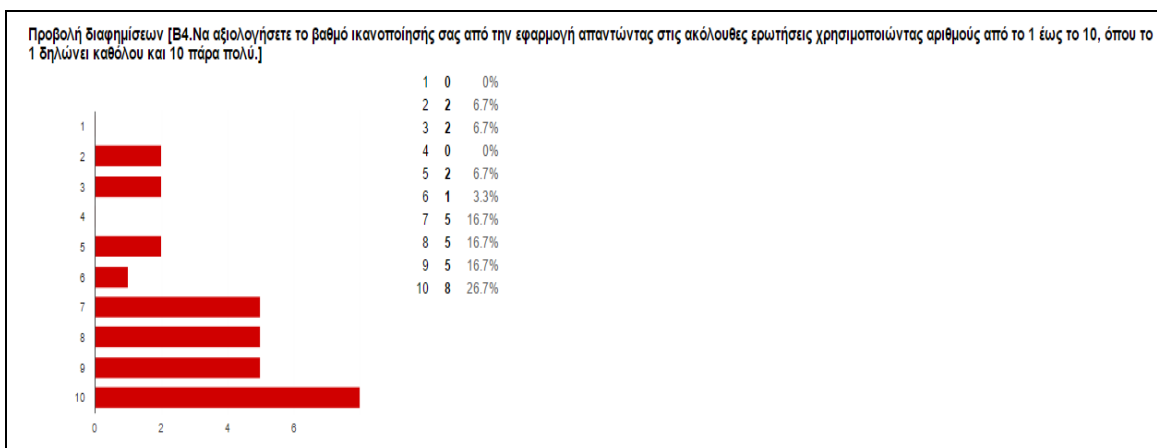 Προβολή διαφημίσεων [Β4.Να αξιολογήσετε το βαθμό ικανοποίησής σας από την εφαρμογή απαντώντας στις ακόλουθες ερωτήσεις χρησιμοποιώντας αριθμούς από το 1 έως το 10, όπου το
1 δηλώνει καθόλου και 10 πάρα πολύ.]
1 0 0%
2 2 6.7%
3 2 6.7%
4 0 0%
5 2 6.7%
6 1 3.3%
7 5 16.7%
8 5 16.7%
9 5 16.7%
10 8 26.7%
1
2
3
4
5
6
7
8
9
10
0 2 4 6